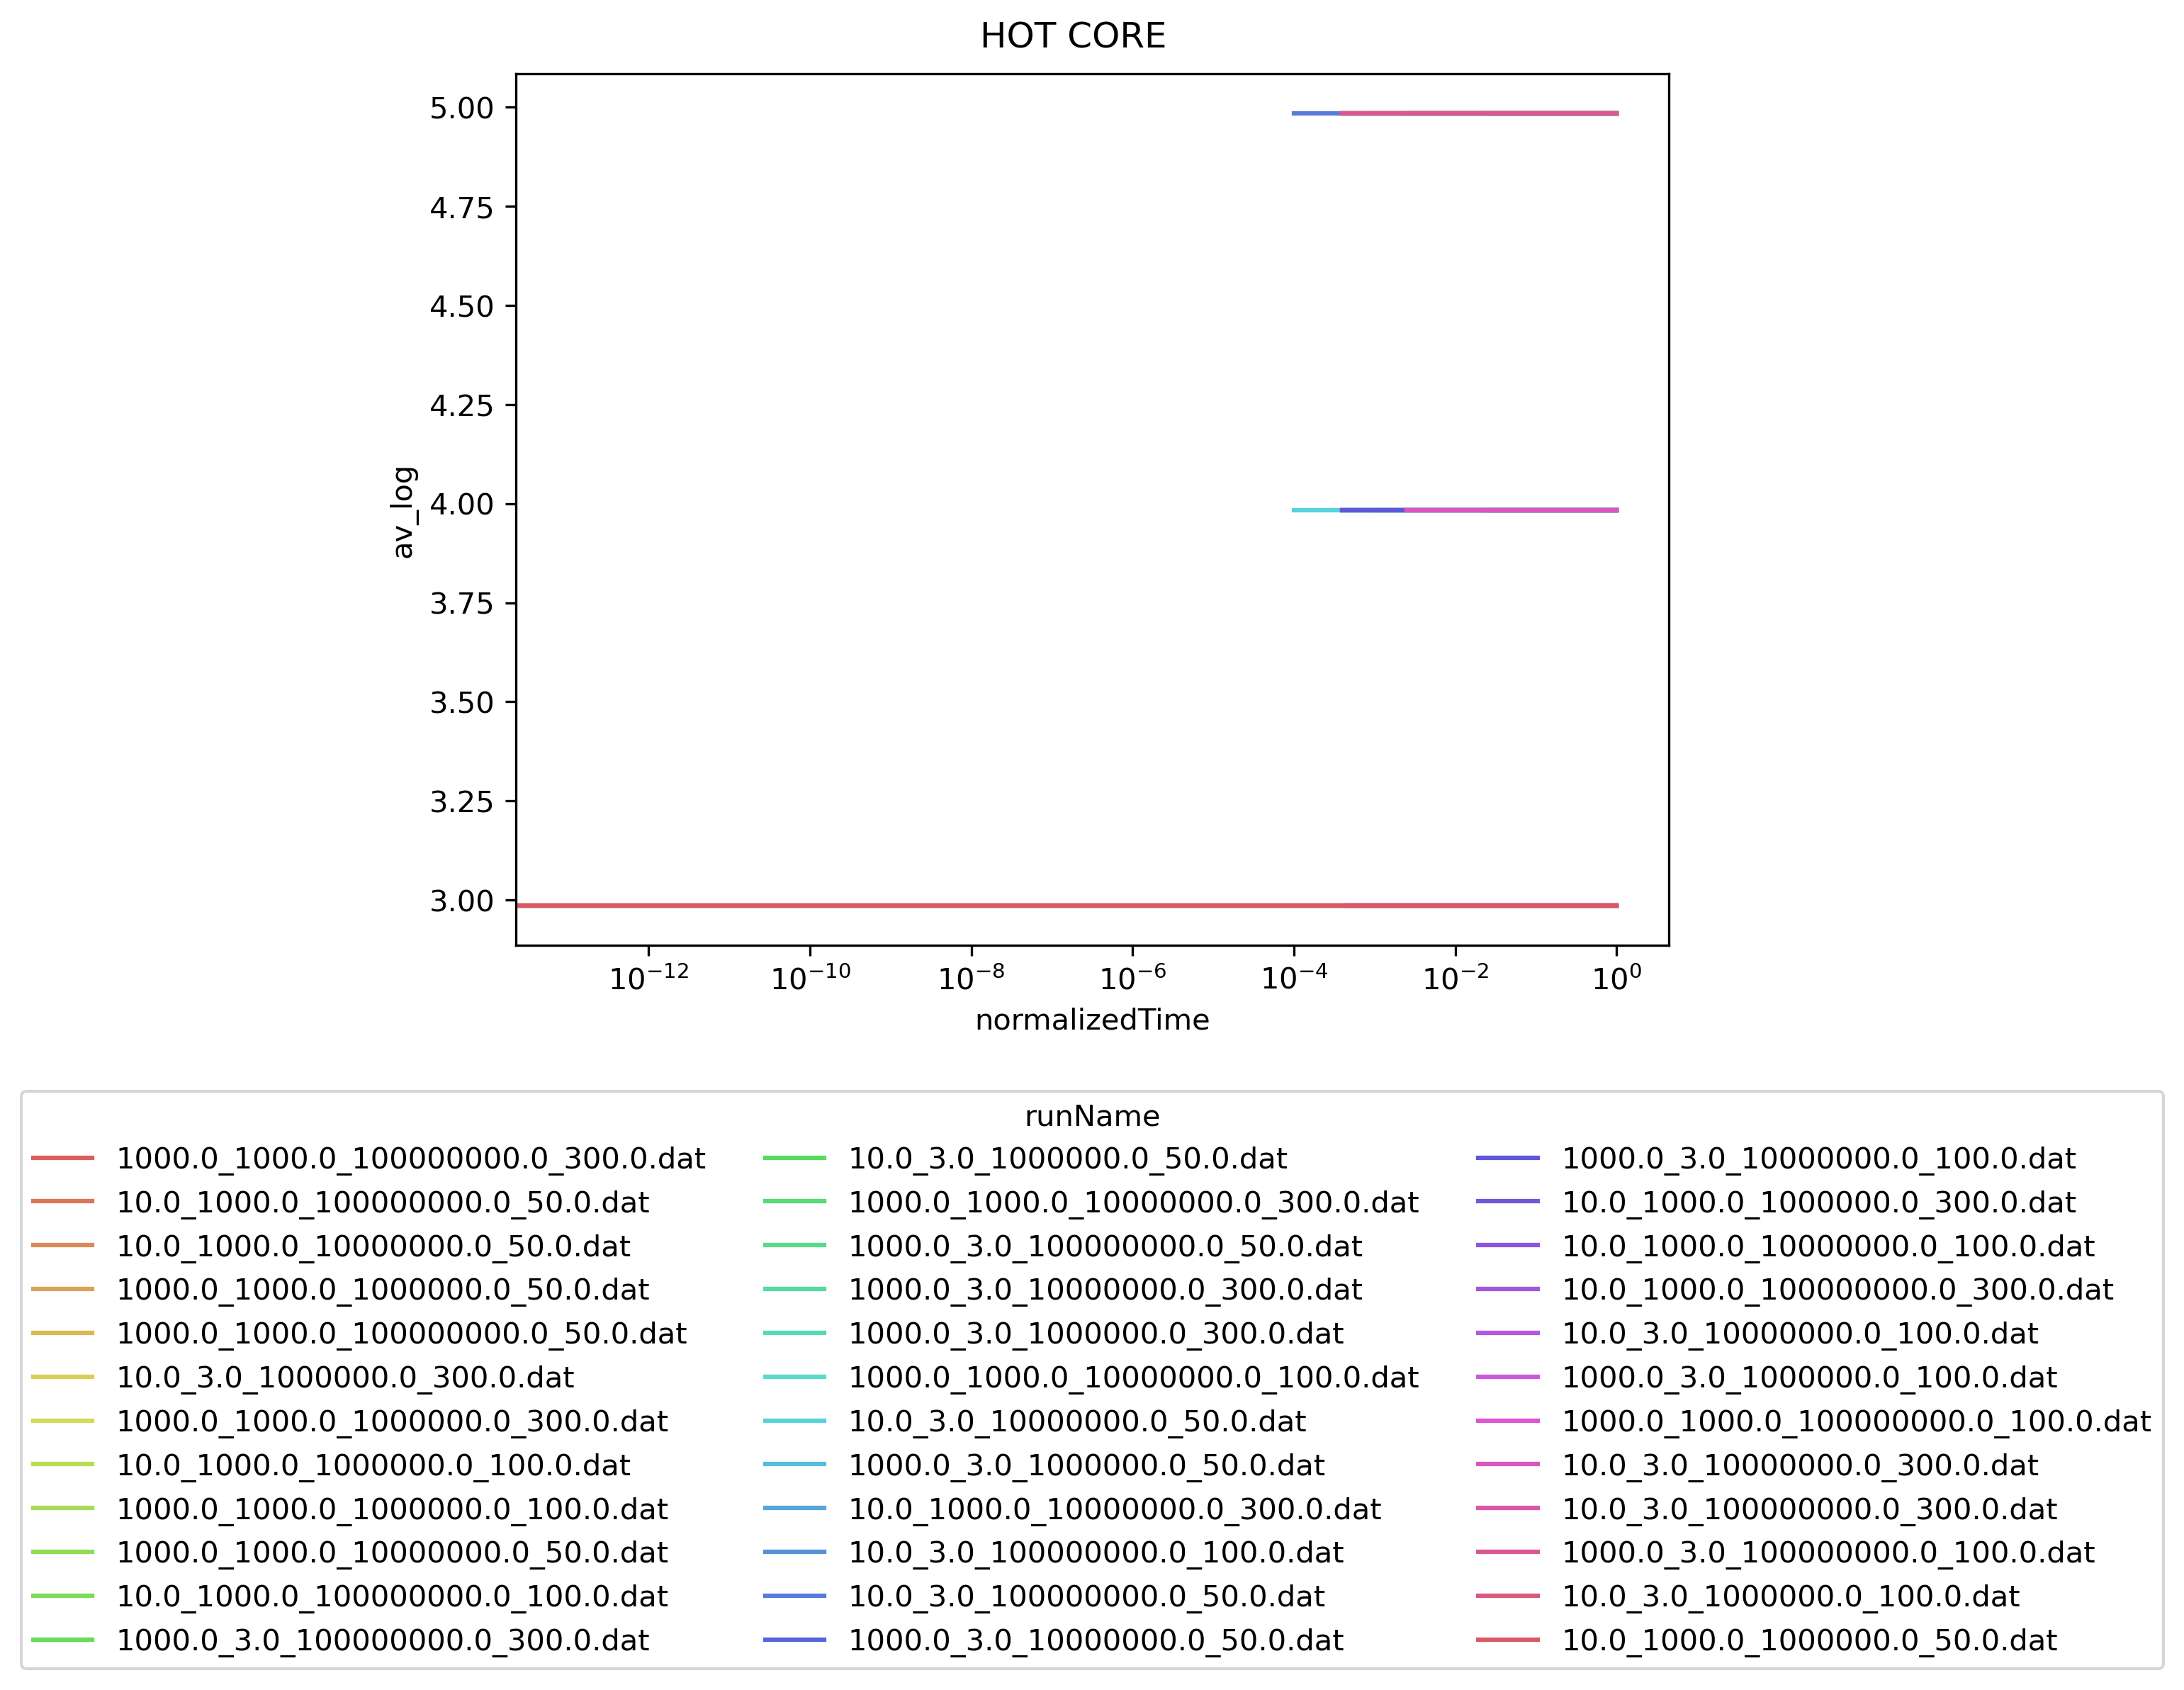 HOT CORE
5.00
4.75
4.50
4.25
4.00
3.75
3.50
3.25
3.00
av_log
10^-12 10^-10 10^-8 10^-6 10^-4 10^-2 10^0
normalizedTime
runName
1000.0_1000.0_100000000.0_300.0.dat
10.0_1000.0_100000000.0_50.0.dat
10.0_1000.0_10000000.0_50.0.dat
1000.0_1000.0_1000000.0_50.0.dat
1000.0_1000.0_100000000.0_50.0.dat
10.0_3.0_1000000.0_300.0.dat
1000.0_1000.0_1000000.0_300.0.dat
10.0_1000.0_1000000.0_100.0.dat
1000.0_1000.0_1000000.0_100.0.dat
1000.0_1000.0_10000000.0_50.0.dat
10.0_1000.0_100000000.0_100.0.dat
1000.0_3.0_100000000.0_300.0.dat
10.0_3.0_1000000.0_50.0.dat
1000.0_1000.0_10000000.0_300.0.dat
1000.0_3.0_100000000.0_50.0.dat
1000.0_3.0_10000000.0_300.0.dat
1000.0_3.0_1000000.0_300.0.dat
1000.0_1000.0_10000000.0_100.0.dat
10.0_3.0_10000000.0_50.0.dat
1000.0_3.0_1000000.0_50.0.dat
10.0_1000.0_10000000.0_300.0.dat
10.0_3.0_100000000.0_100.0.dat
10.0_3.0_100000000.0_50.0.dat
1000.0_3.0_10000000.0_50.0.dat
1000.0_3.0_10000000.0_100.0.dat
10.0_1000.0_1000000.0_300.0.dat
10.0_1000.0_10000000.0_100.0.dat
10.0_1000.0_100000000.0_300.0.dat
10.0_3.0_10000000.0_100.0.dat
1000.0_3.0_1000000.0_100.0.dat
1000.0_1000.0_100000000.0_100.0.dat
10.0_3.0_10000000.0_300.0.dat
10.0_3.0_100000000.0_300.0.dat
1000.0_3.0_100000000.0_100.0.dat
10.0_3.0_1000000.0_100.0.dat
10.0_1000.0_1000000.0_50.0.dat